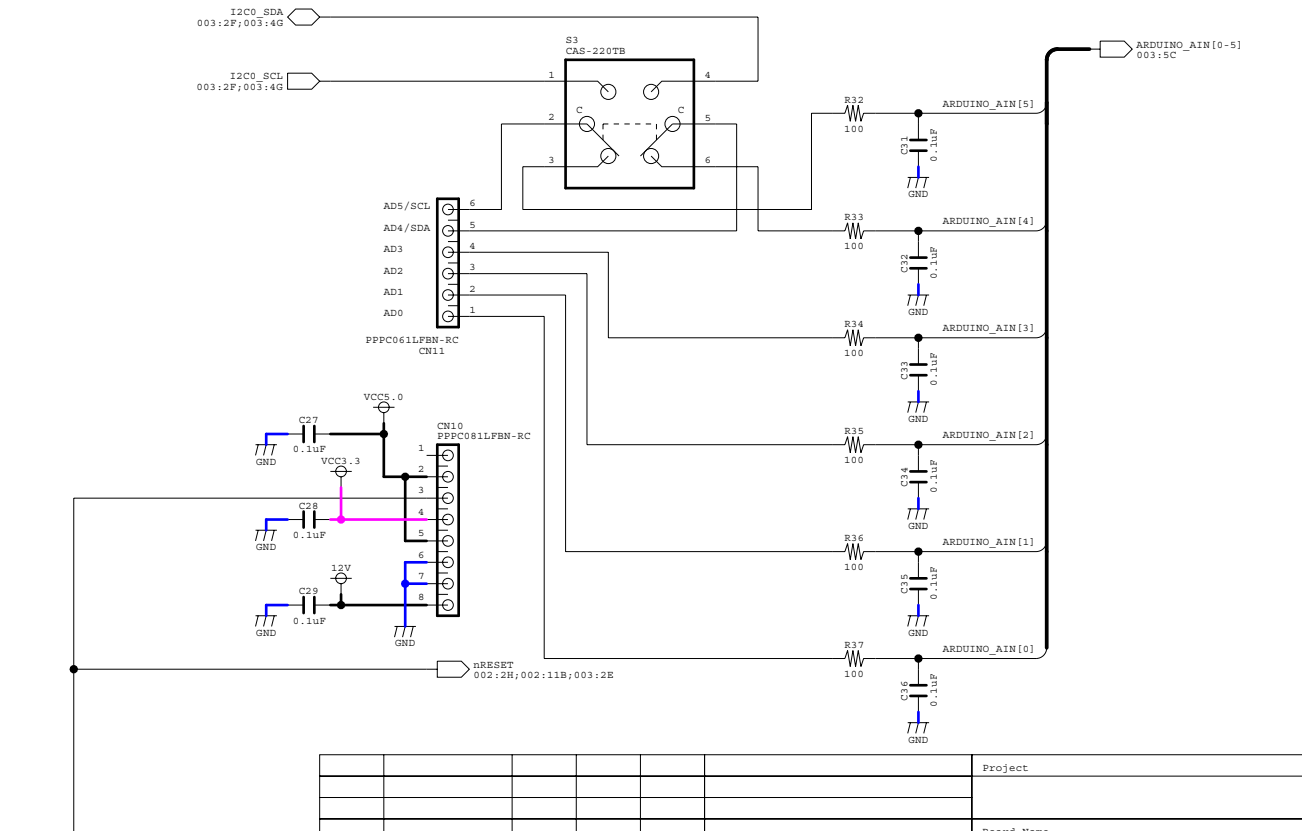 I2C0_SDA
003:2F;003:4G
I2C0_SCL
003:2F;003:4G
S3
CAS-220TB
1
4
C
C
2
5
3
6
ARDUINO_AIN[0-5]
003:5C
R32
100
ARDUINO_AIN[5]
C31
0.1uF
GND
R33
100
ARDUINO_AIN[4]
C32
0.1uF
GND
R34
100
ARDUINO_AIN[3]
C33
0.1uF
GND
R35
100
ARDUINO_AIN[2]
C34
0.1uF
GND
R36
100
ARDUINO_AIN[1]
C35
0.1uF
GND
R37
100
ARDUINO_AIN[0]
C36
0.1uF
GND
AD5/SCL
6
AD4/SDA
5
AD3
4
AD2
3
AD1
2
AD0
1
PPPC061LFBN-RC
CN11
VCC5.0
C27
0.1uF
GND
VCC3.3
C28
0.1uF
GND
12V
C29
0.1uF
GND
CN10
PPPC081LFBN-RC
1
2
3
4
5
6
7
8
GND
nRESET
002:2H;002:11B;003:2E
Project
Board Name